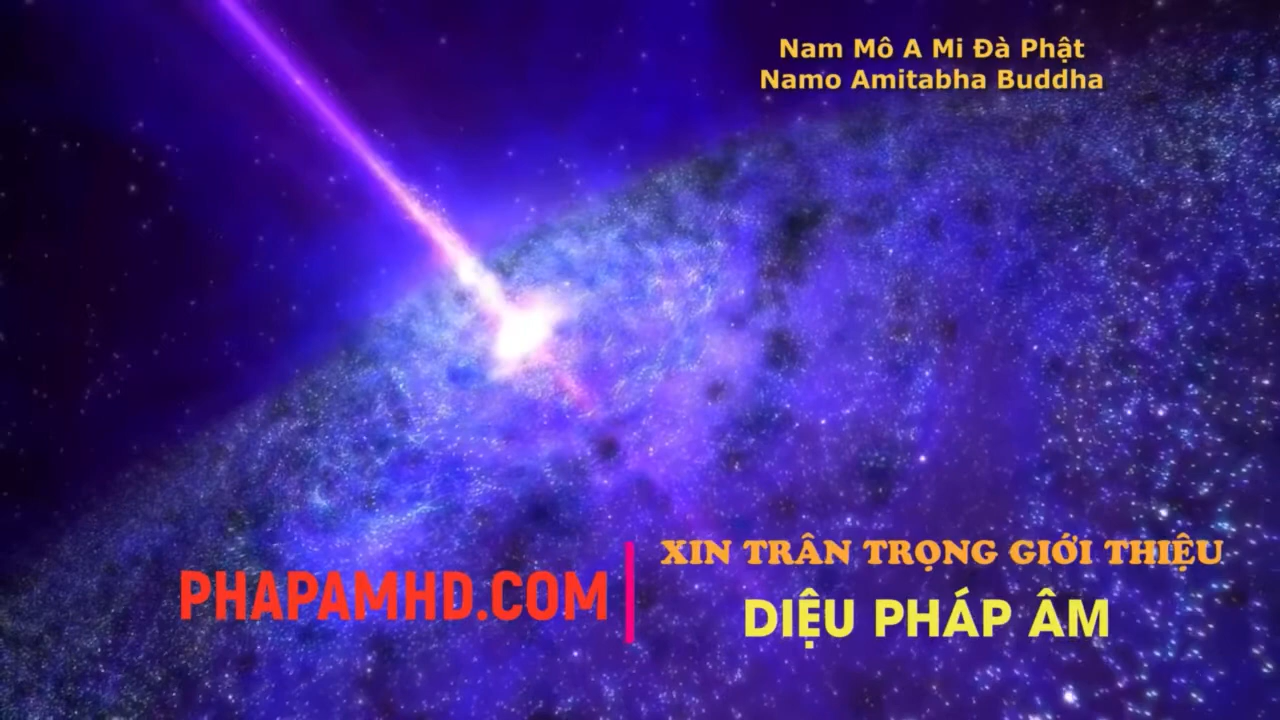 Nam Mô A Mi Đà Phật
Namo Amitabha Buddha
PHAPAMHD.COM
XIN TRÂN TRỌNG GIỚI THIỆU
DIỆU PHÁP ÂM